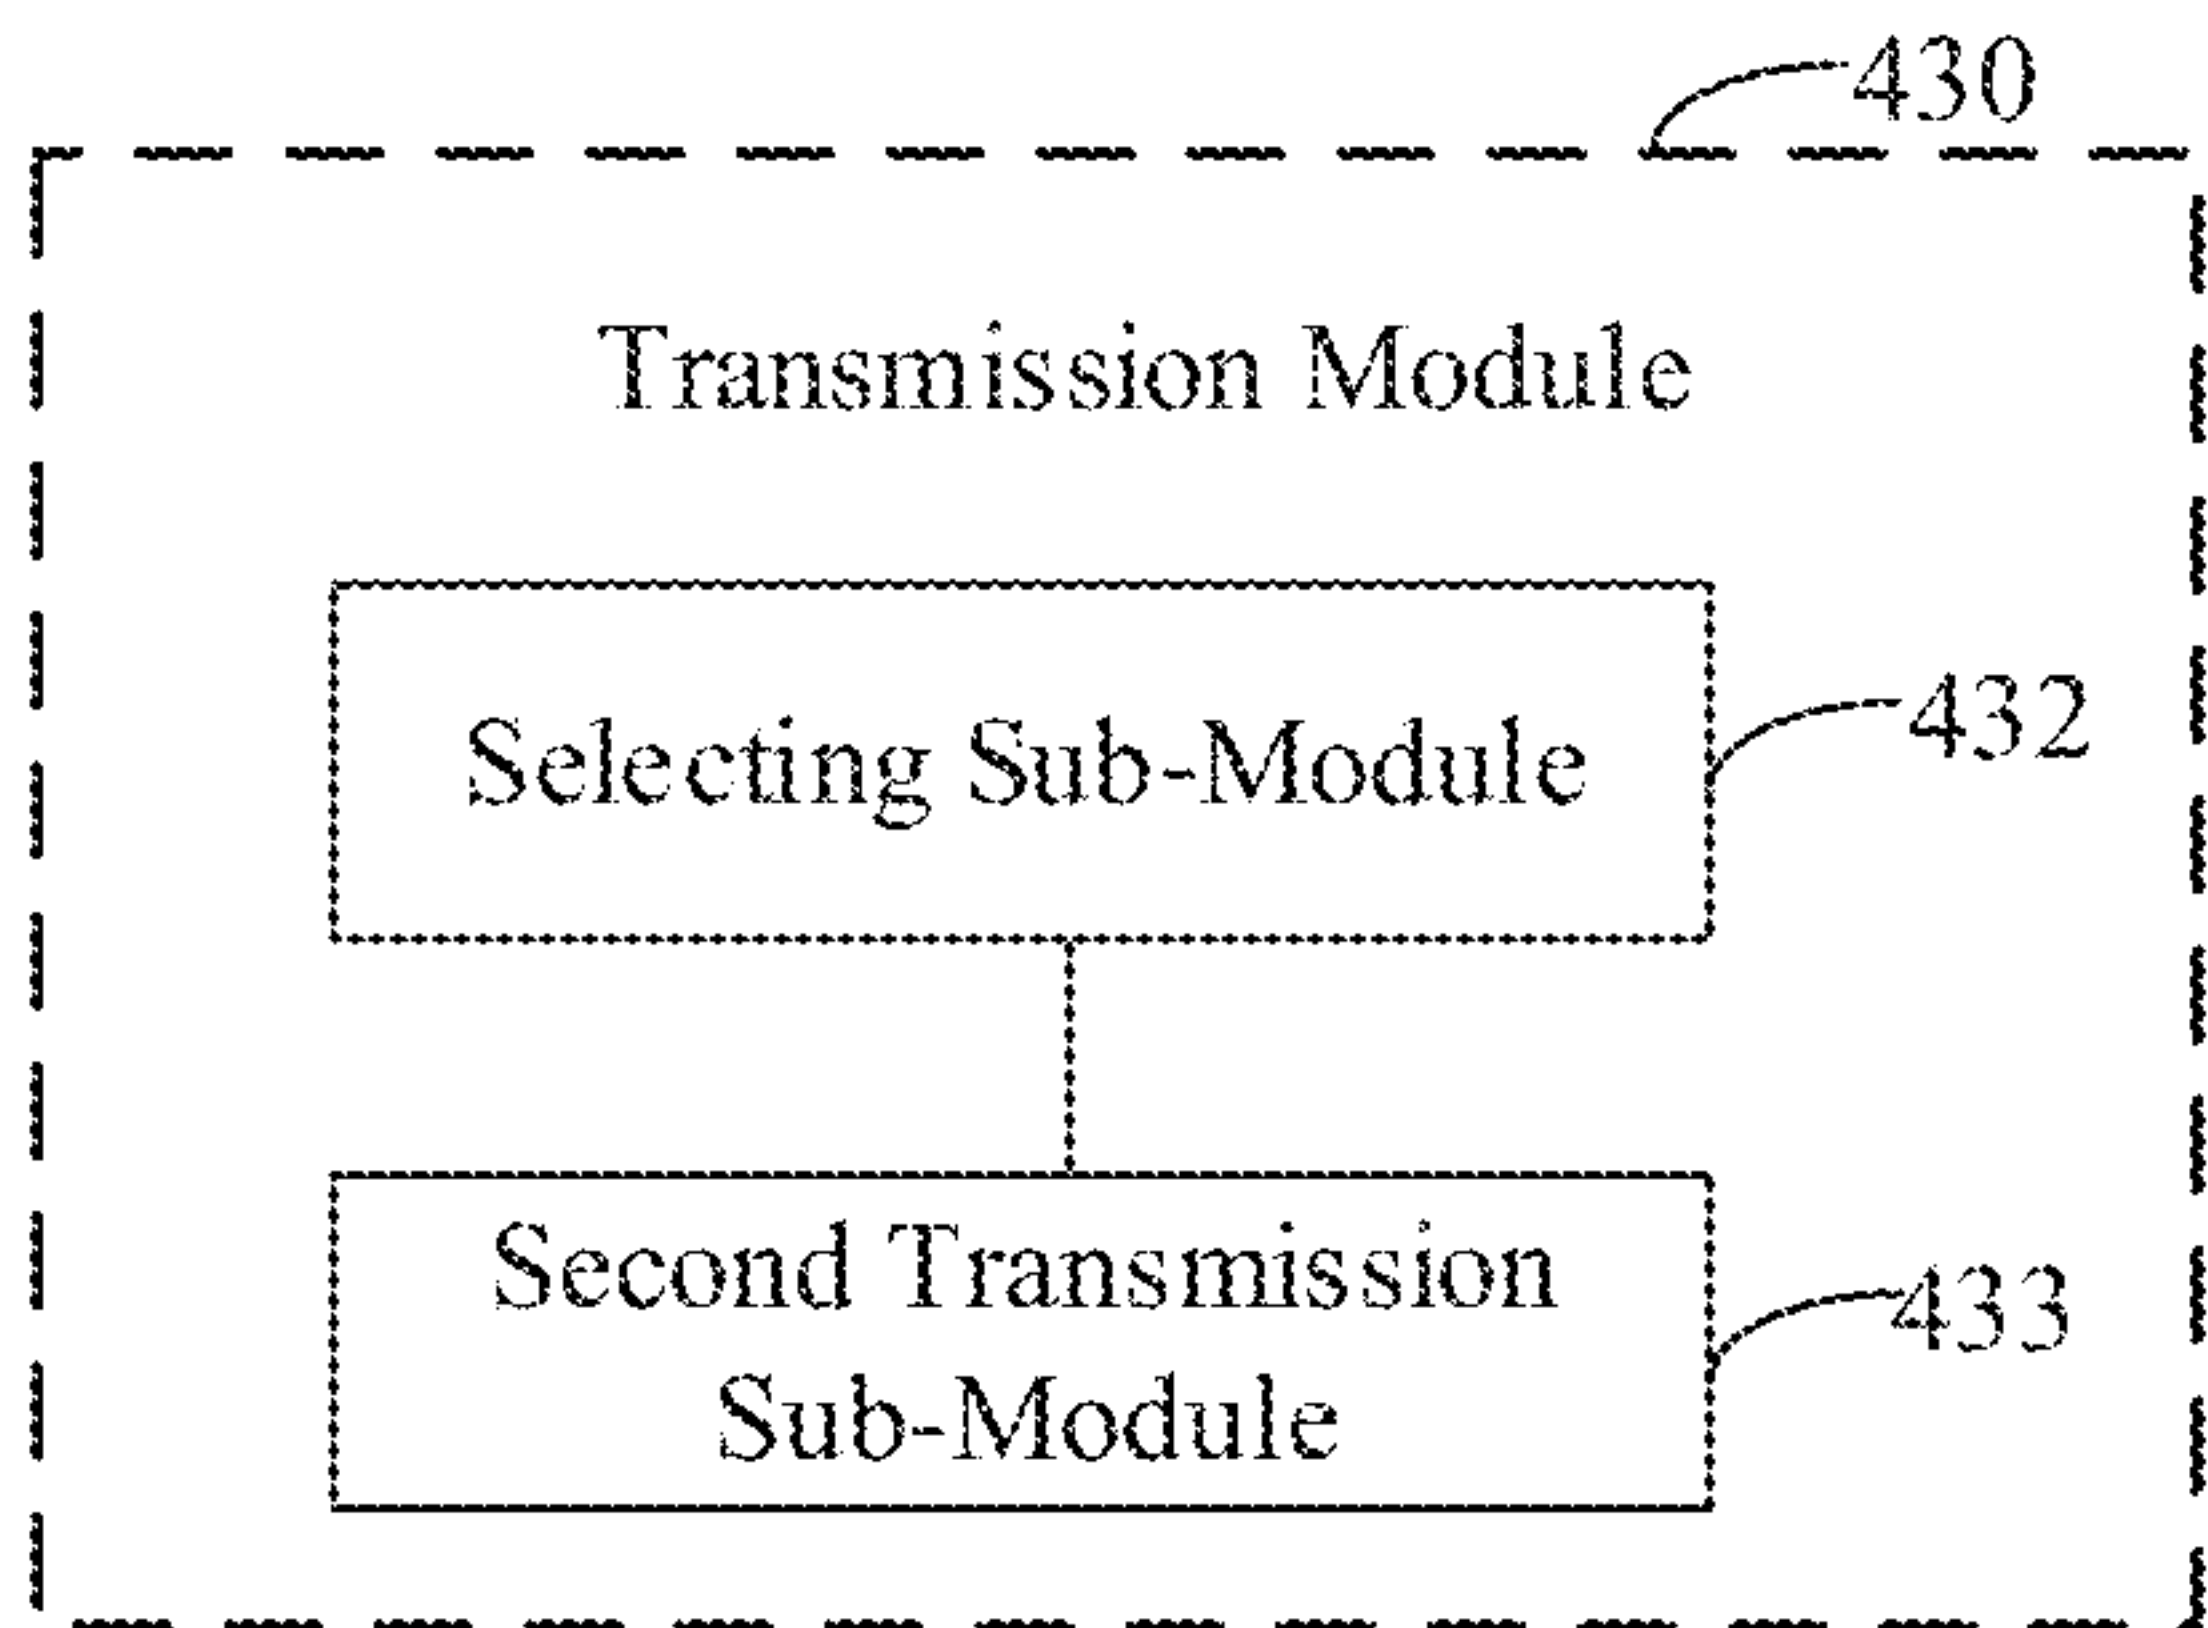 430
Transmission Module
Selecting Sub-Module
432
Second Transmission
Sub-Module
433